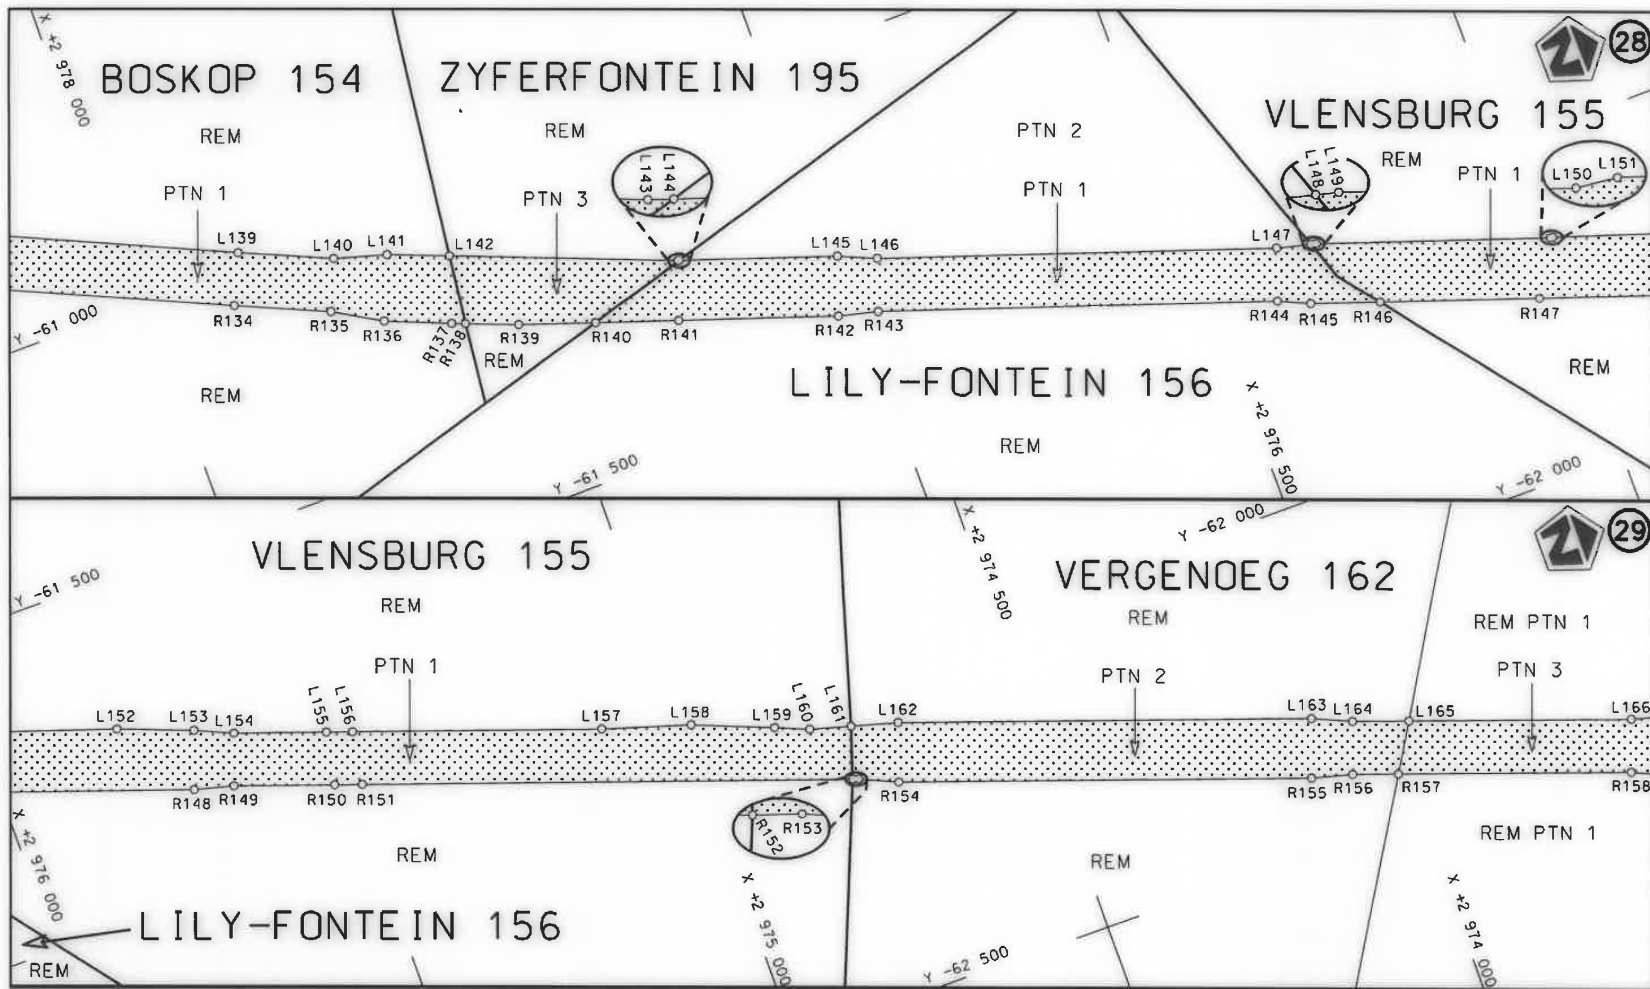 X +2 978 000
BOSKOP 154
ZYFERFONTEIN 195
VLENSBURG 155
28
REM
REM
PTN 2
REM
L143
L144
L148
L149
L150
L151
PTN 1
PTN 3
PTN 1
PTN 1
L139
L140
L141
L142
L145
L146
L147
R134
R135
R136
R137
R138
R139
R140
R141
R142
R143
R144
R145
R146
R147
Y -61 000
REM
REM
LILY-FONTEIN 156
REM
REM
Y -61 500
X +2 976 500
Y -62 000
29
VLENSBURG 155
X +2 974 500
Y -62 000
VERGENOEG 162
Y -61 500
REM
REM
REM PTN 1
PTN 1
PTN 2
PTN 3
L152
L153
L154
L155
L156
L157
L158
L159
L160
L161
L162
L163
L164
L165
L166
R148
R149
R150
R151
R152
R153
R154
R155
R156
R157
R158
X +2 976 000
REM
REM
REM PTN 1
X +2 975 000
X +2 974 000
LILY-FONTEIN 156
REM
Y -62 500